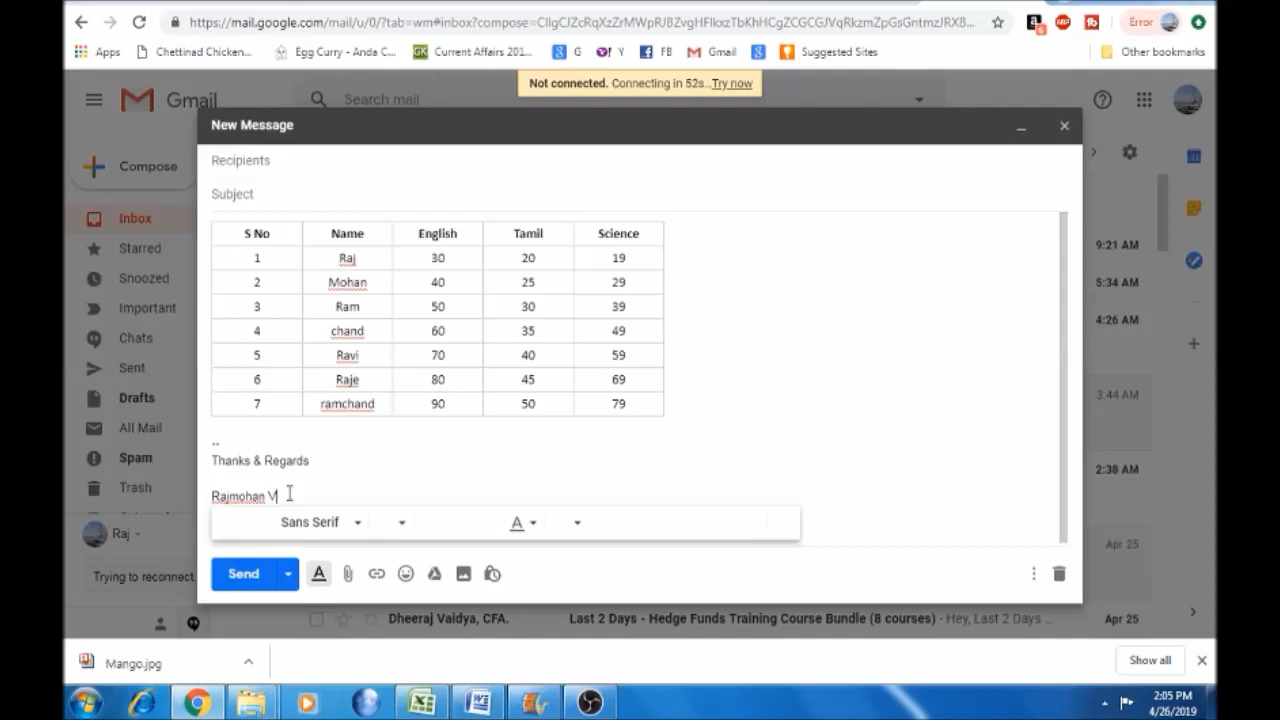 https://mail.google.com/mail/u/0/?tab=wm#inbox?compose=
6
ABP
Error
Apps
Chettinad Chicken...
Egg Curry - Anda C...
GK
Current Affairs 201...
G
Y
FB
Gmail
Suggested Sites
Other bookmarks
Not connected. Connecting in 52s...Try now
Gmail
Search mail
New Message
Recipients
Compose
Subject
Inbox
S No Name English Tamil Science
Starred
9:21 AM
1 Raj 30 20 19
Snoozed
2 Mohan 40 25 29
5:34 AM
Important
3 Ram 50 30 39
4:26 AM
Chats
4 chand 60 35 49
Sent
5 Ravi 70 40 59
6 Raje 80 45 69
Drafts
3:44 AM
7 ramchand 90 50 79
All Mail
--
Spam
Thanks & Regards
2:38 AM
Trash
Rajmohan V
Sans Serif
A
Raj
Apr 25
Send
A
Trying to reconnect.
Dheeraj Vaidya, CFA.
Last 2 Days - Hedge Funds Training Course Bundle (8 courses) - Hey, Last 2 Days ...
Apr 25
Mango.jpg
Show all
2:05 PM
4/26/2019